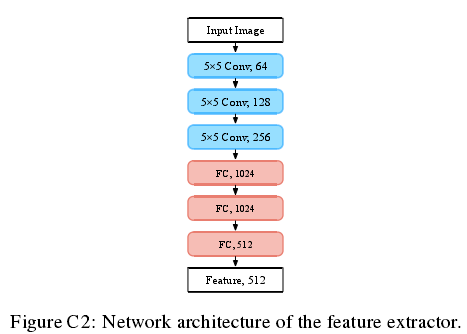 Input Image
5×5 Conv, 64
5×5 Conv, 128
5×5 Conv, 256
FC, 1024
FC, 1024
FC,512
Feature, 512
Figure C2: Network architecture of the feature extractor.